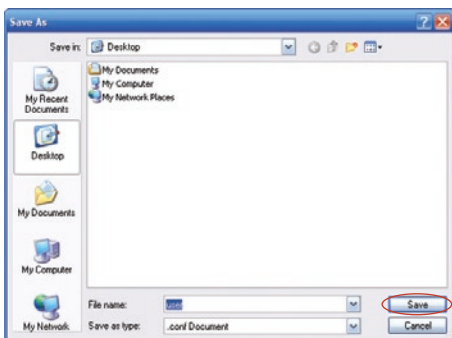 Save As
Save in: Desktop
My Recent Documents
Desktop
My Documents
My Computer
My Network
My Documents
My Computer
My Network Places
File name: user
Save
Save as type: .conf Document
Cancel